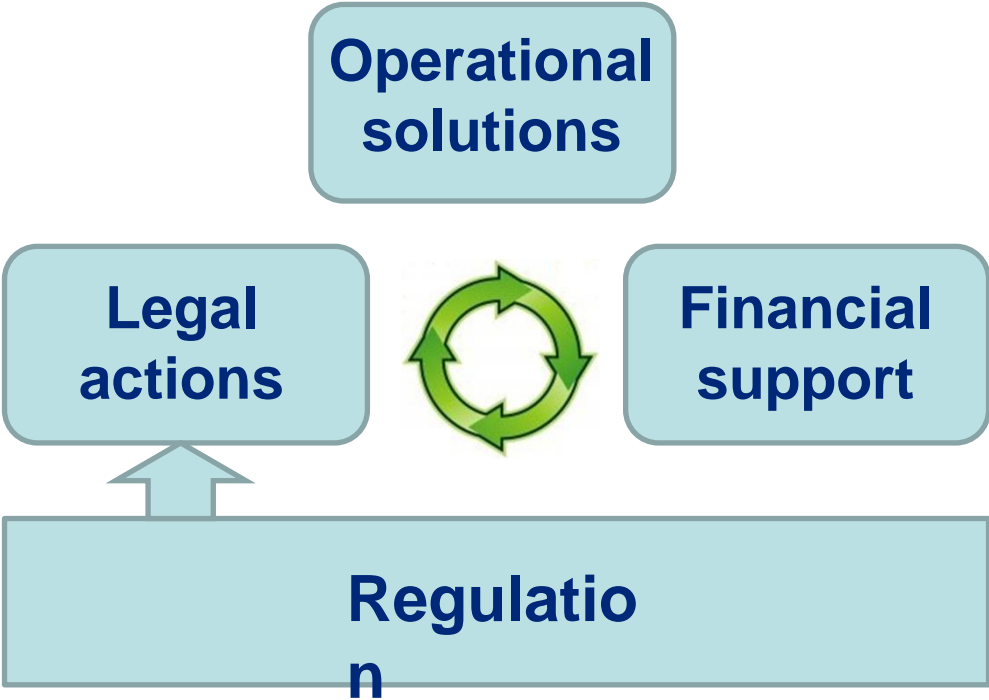 Operational
solutions
Legal
actions
Financial
support
Regulatio
n